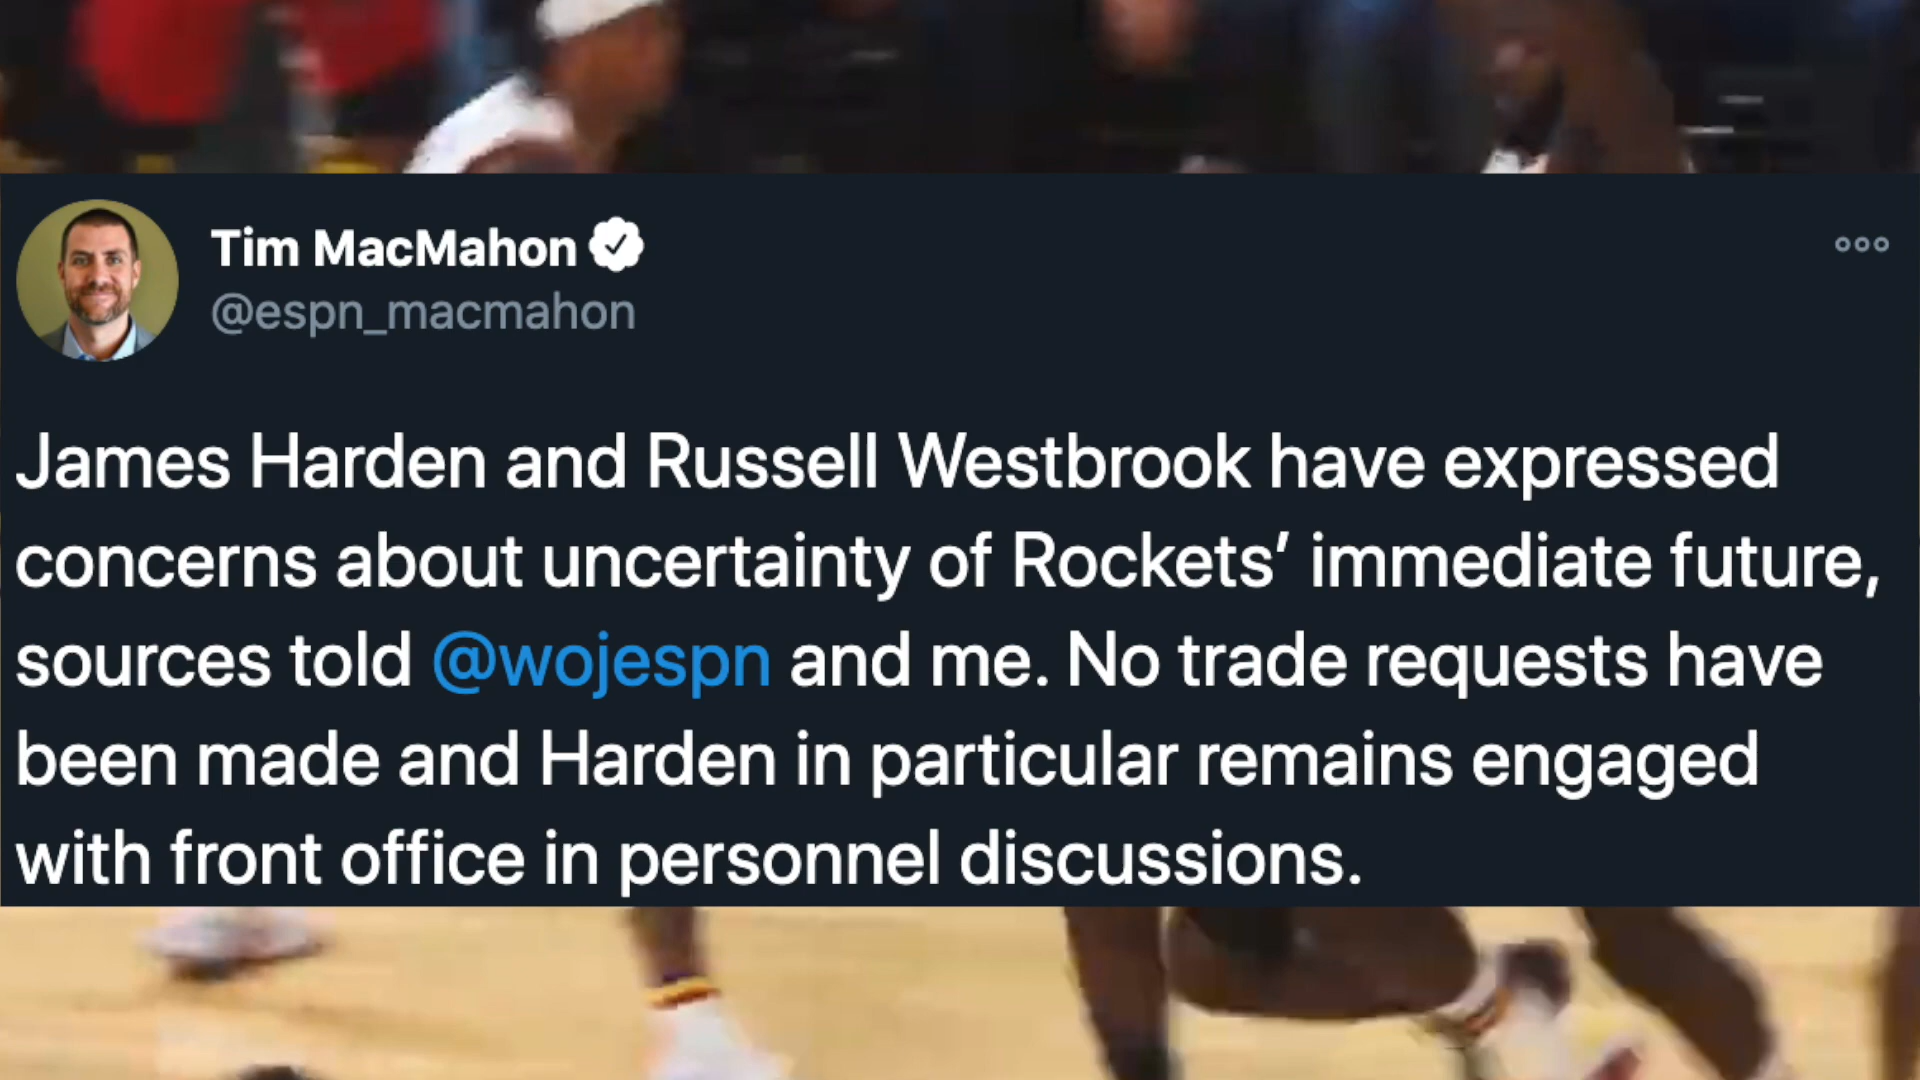 Tim MacMahon
@espn_macmahon
James Harden and Russell Westbrook have expressed
concerns about uncertainty of Rockets’ immediate future,
sources told @wojespn and me. No trade requests have
been made and Harden in particular remains engaged
with front office in personnel discussions.